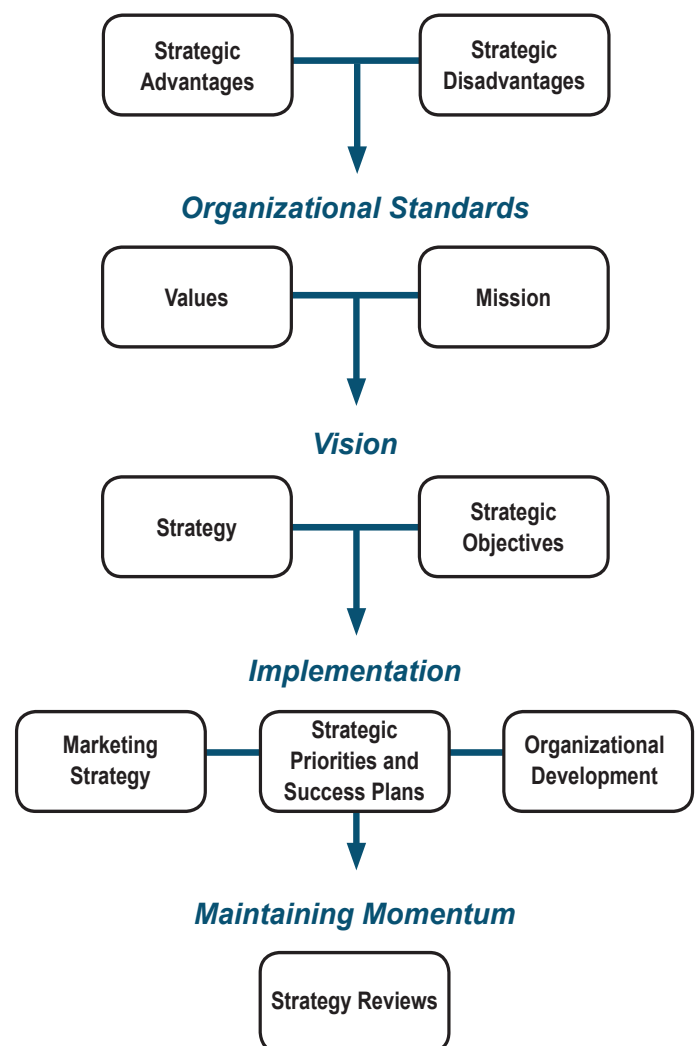 Strategic
Advantages
Strategic
Disadvantages
Organizational Standards
Values
Mission
Vision
Strategy
Strategic
Objectives
Implementation
Marketing
Strategy
Strategic
Priorities and
Success Plans
Organizational
Development
Maintaining Momentum
Strategy Reviews